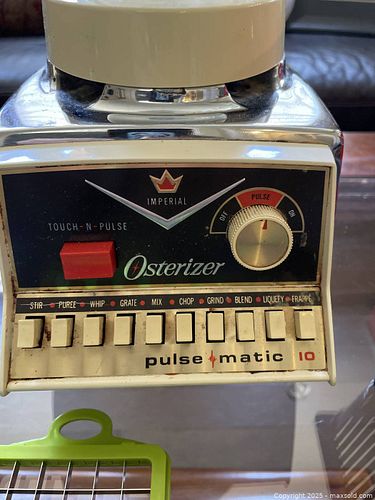 IMPERIAL
TOUCH-N-PULSE
OFF PULSE ON
Osterizer
STIR PUREE WHIP GRATE MIX CHOP GRIND BLEND LIQUEFY FRAPPÉ
pulse matic 10
Copyright 2025 - maxsold.com